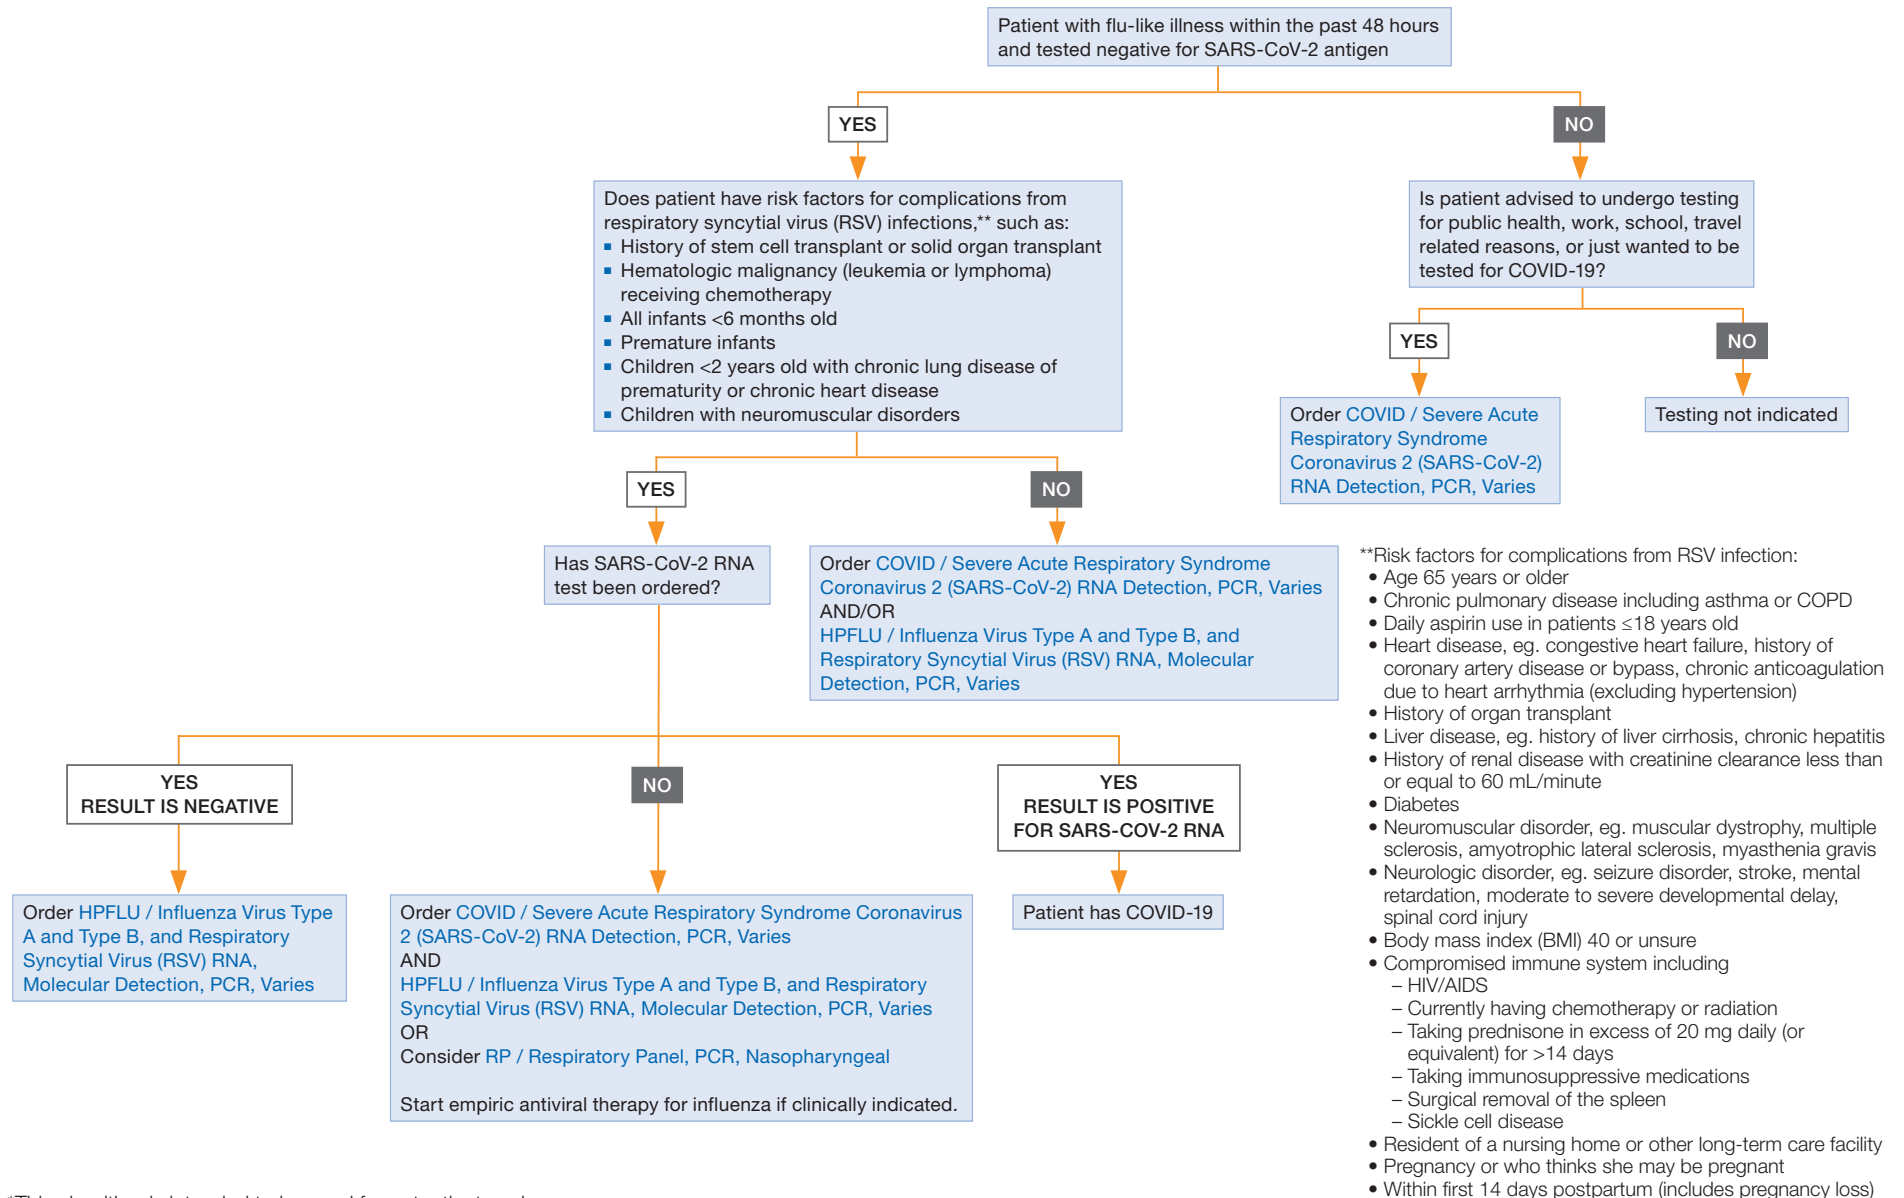 Patient with flu-like illness within the past 48 hours
and tested negative for SARS-CoV-2 antigen
YES
NO
Does patient have risk factors for complications from
respiratory syncytial virus (RSV) infections,** such as:
■ History of stem cell transplant or solid organ transplant
■ Hematologic malignancy (leukemia or lymphoma)
receiving chemotherapy
■ All infants <6 months old
■ Premature infants
■ Children <2 years old with chronic lung disease of
prematurity or chronic heart disease
■ Children with neuromuscular disorders
Is patient advised to undergo testing
for public health, work, school, travel
related reasons, or just wanted to be
tested for COVID-19?
YES
NO
Order COVID / Severe Acute
Respiratory Syndrome
Coronavirus 2 (SARS-CoV-2)
RNA Detection, PCR, Varies
Testing not indicated
YES
NO
Has SARS-CoV-2 RNA
test been ordered?
Order COVID / Severe Acute Respiratory Syndrome
Coronavirus 2 (SARS-CoV-2) RNA Detection, PCR, Varies
AND/OR
HPFLU / Influenza Virus Type A and Type B, and
Respiratory Syncytial Virus (RSV) RNA, Molecular
Detection, PCR, Varies
YES
RESULT IS NEGATIVE
NO
YES
RESULT IS POSITIVE
FOR SARS-COV-2 RNA
Order HPFLU / Influenza Virus Type
A and Type B, and Respiratory
Syncytial Virus (RSV) RNA,
Molecular Detection, PCR, Varies
Order COVID / Severe Acute Respiratory Syndrome Coronavirus
2 (SARS-CoV-2) RNA Detection, PCR, Varies
AND
HPFLU / Influenza Virus Type A and Type B, and Respiratory
Syncytial Virus (RSV) RNA, Molecular Detection, PCR, Varies
OR
Consider RP / Respiratory Panel, PCR, Nasopharyngeal
Start empiric antiviral therapy for influenza if clinically indicated.
Patient has COVID-19
**Risk factors for complications from RSV infection:
• Age 65 years or older
• Chronic pulmonary disease including asthma or COPD
• Daily aspirin use in patients ≤18 years old
• Heart disease, eg. congestive heart failure, history of
coronary artery disease or bypass, chronic anticoagulation
due to heart arrhythmia (excluding hypertension)
• History of organ transplant
• Liver disease, eg. history of liver cirrhosis, chronic hepatitis
• History of renal disease with creatinine clearance less than
or equal to 60 mL/minute
• Diabetes
• Neuromuscular disorder, eg. muscular dystrophy, multiple
sclerosis, amyotrophic lateral sclerosis, myasthenia gravis
• Neurologic disorder, eg. seizure disorder, stroke, mental
retardation, moderate to severe developmental delay,
spinal cord injury
• Body mass index (BMI) 40 or unsure
• Compromised immune system including
– HIV/AIDS
– Currently having chemotherapy or radiation
– Taking prednisone in excess of 20 mg daily (or
equivalent) for >14 days
– Taking immunosuppressive medications
– Surgical removal of the spleen
– Sickle cell disease
• Resident of a nursing home or other long-term care facility
• Pregnancy or who thinks she may be pregnant
• Within first 14 days postpartum (includes pregnancy loss)